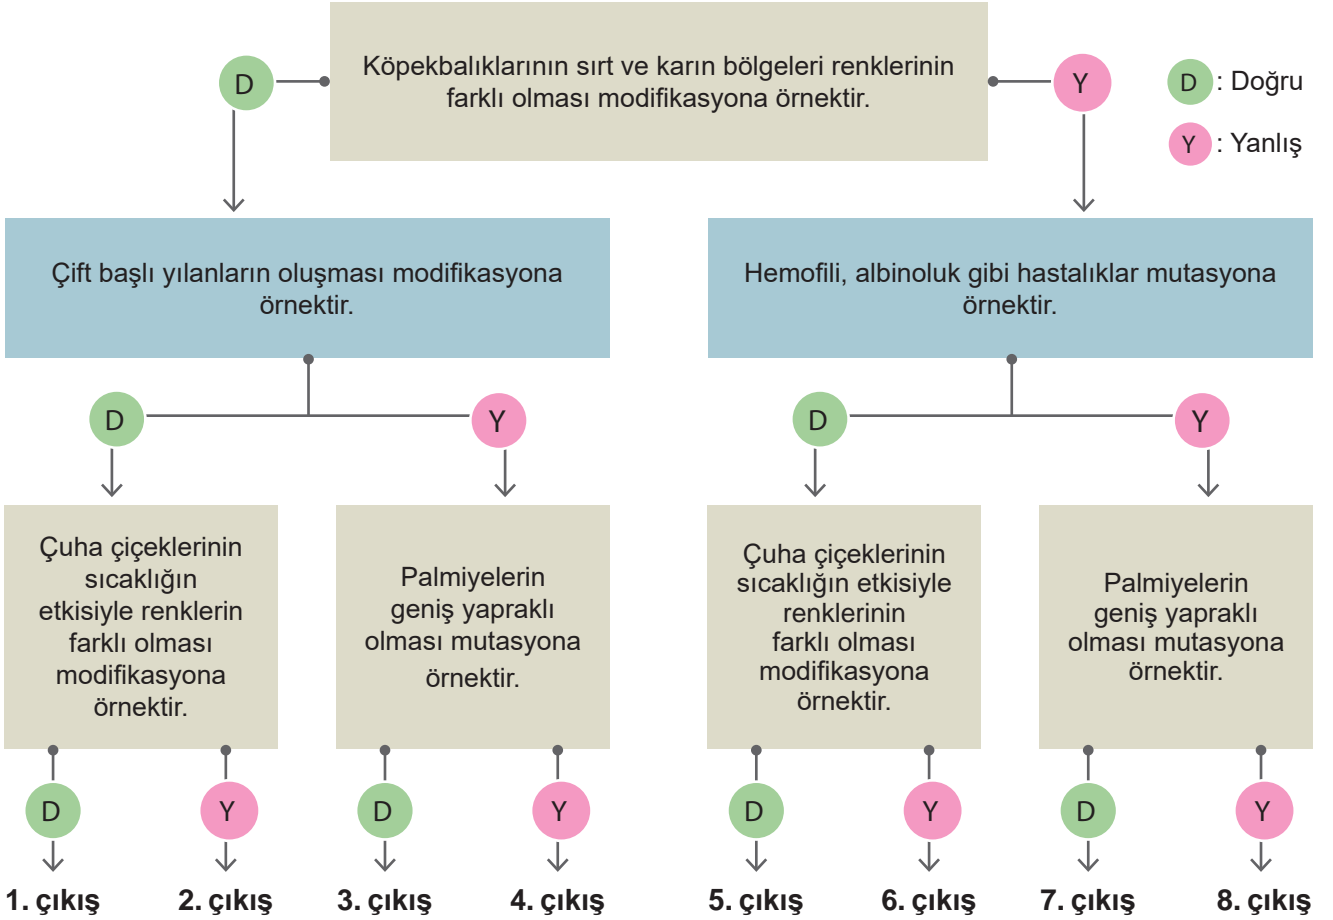 Köpekbalıklarının sırt ve karın bölgeleri renklerinin
farklı olması modifikasyona örnektir.
D
Y
D : Doğru
Y : Yanlış
Çift başlı yılanların oluşması modifikasyona
örnektir.
Hemofili, albinoluk gibi hastalıklar mutasyona
örnektir.
D
Y
D
Y
Çuha çiçeklerinin
sıcaklığın
etkisiyle renklerin
farklı olması
modifikasyona
örnektir.
Palmiyelerin
geniş yapraklı
olması mutasyona
örnektir.
Çuha çiçeklerinin
sıcaklığın etkisiyle
renklerinin
farklı olması
modifikasyona
örnektir.
Palmiyelerin
geniş yapraklı
olması mutasyona
örnektir.
D
Y
D
Y
D
Y
D
Y
1. çıkış
2. çıkış
3. çıkış
4. çıkış
5. çıkış
6. çıkış
7. çıkış
8. çıkış